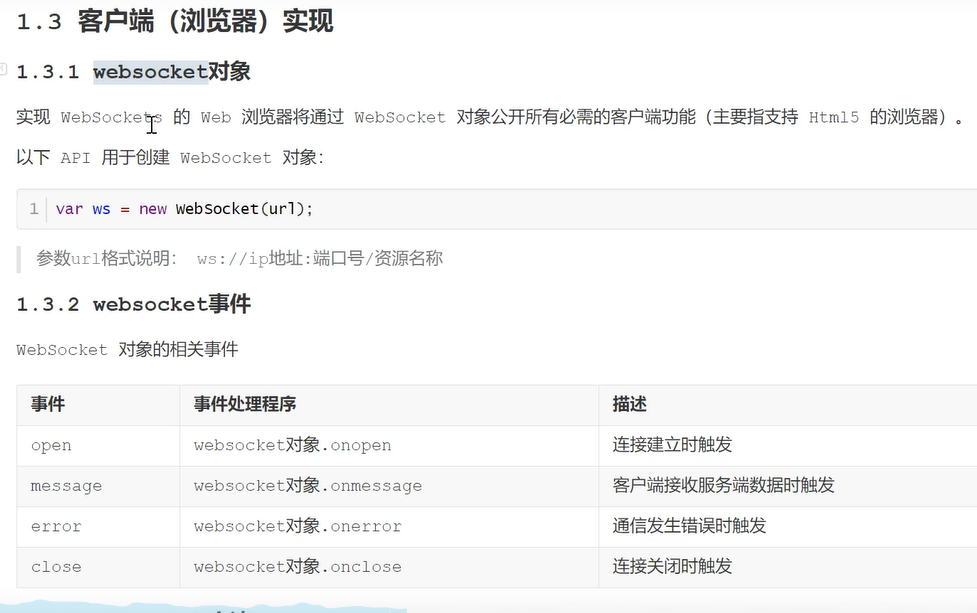 1.3 客户端（浏览器）实现
1.3.1 websocket对象
实现 WebSockets 的 Web 浏览器将通过 WebSocket 对象公开所有必需的客户端功能（主要指支持 Html5 的浏览器）。
以下 API 用于创建 WebSocket 对象：
1 var ws = new WebSocket(url);
参数url格式说明： ws://ip地址:端口号/资源名称
1.3.2 websocket事件
WebSocket 对象的相关事件
事件 事件处理程序 描述
open websocket对象.onopen 连接建立时触发
message websocket对象.onmessage 客户端接收服务端数据时触发
error websocket对象.onerror 通信发生错误时触发
close websocket对象.onclose 连接关闭时触发